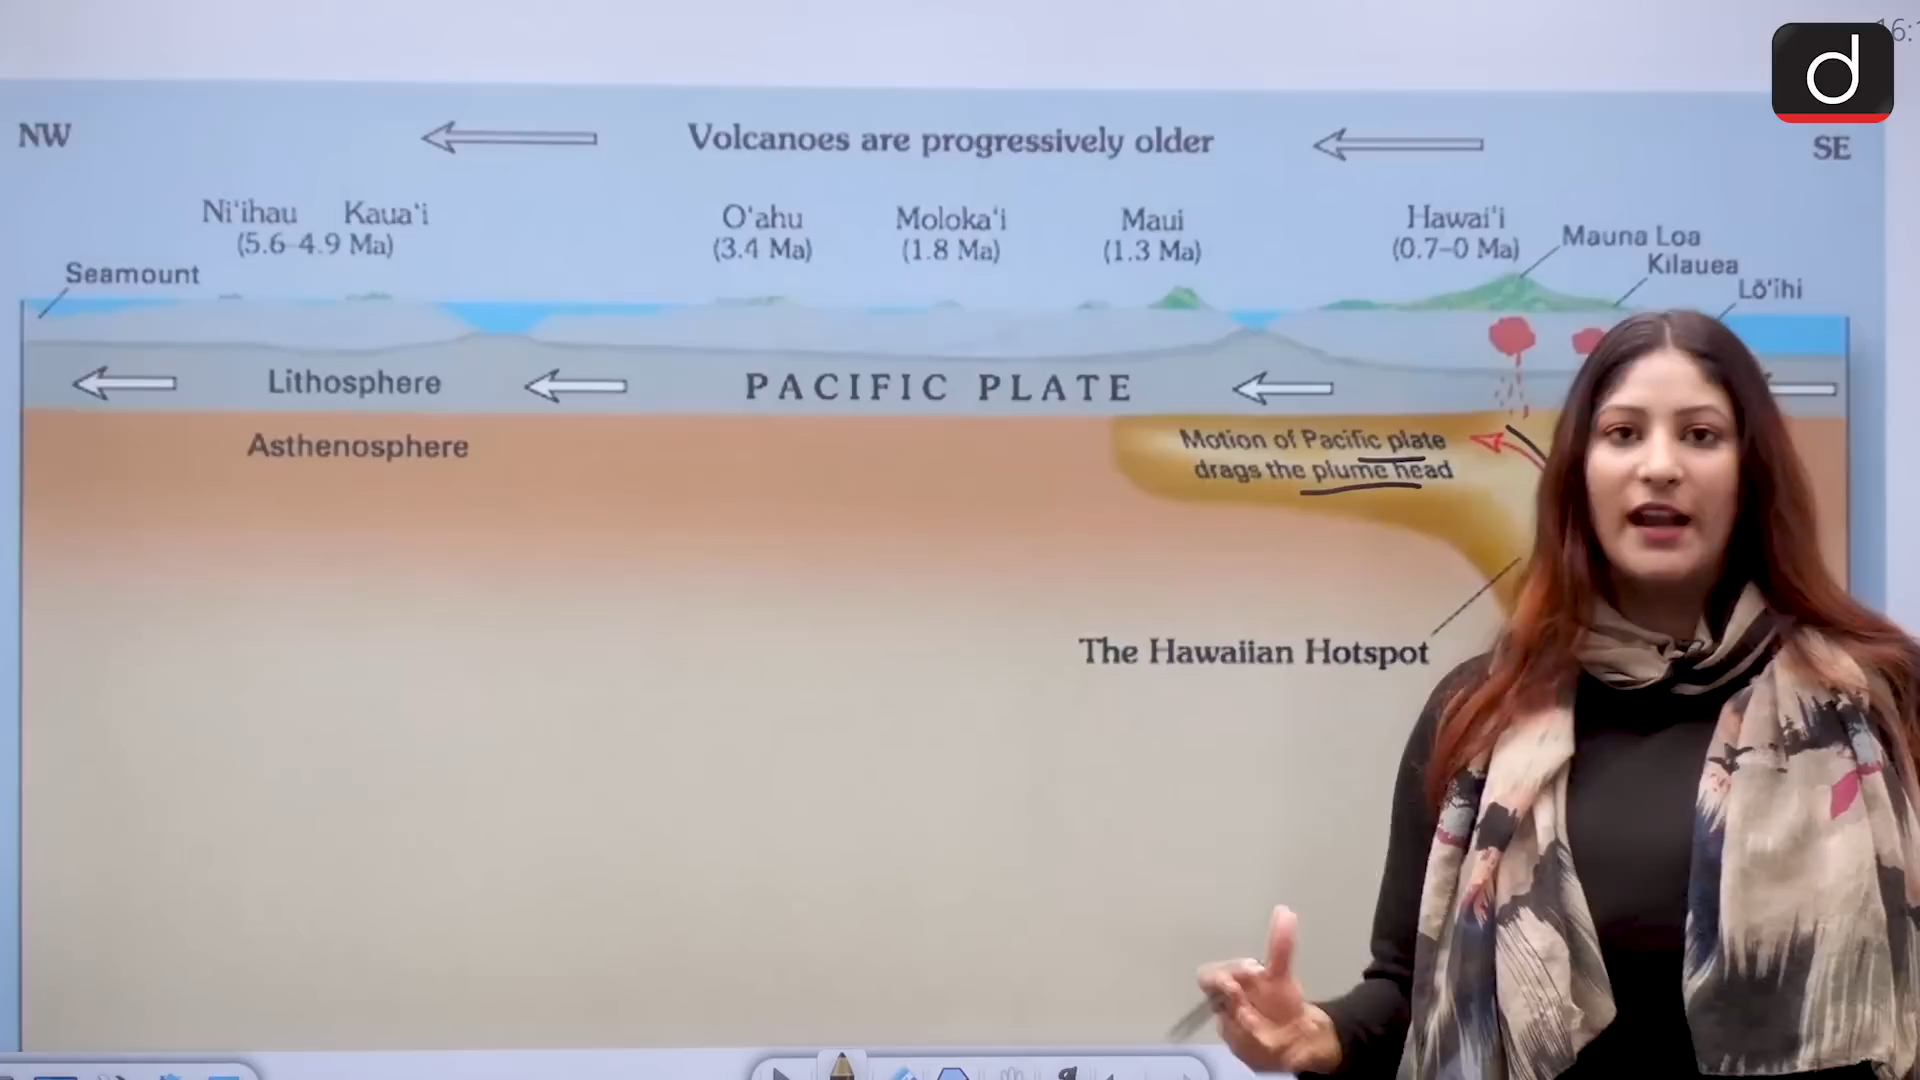 16:1
NW
Volcanoes are progressively older
SE
Ni'ihau Kaua'i
(5.6–4.9 Ma)
O'ahu
(3.4 Ma)
Moloka'i
(1.8 Ma)
Maui
(1.3 Ma)
Hawai'i
(0.7–0 Ma)
Mauna Loa
Kilauea
Lō'ihi
Seamount
Lithosphere
PACIFIC PLATE
Asthenosphere
Motion of Pacific plate
drags the plume head
The Hawaiian Hotspot